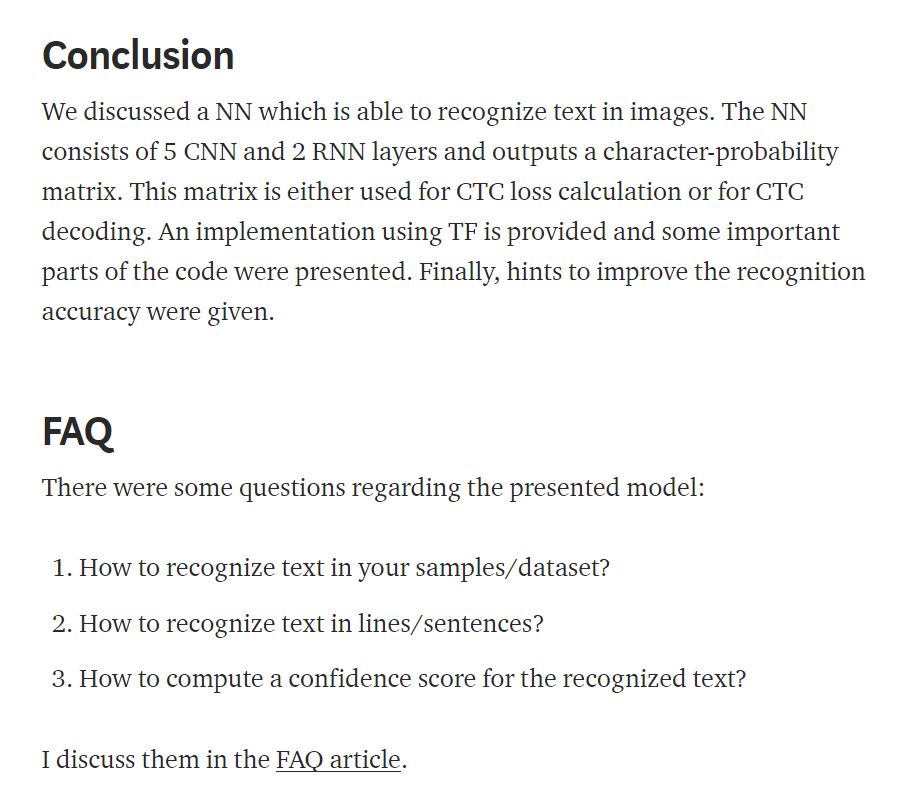 Conclusion
We discussed a NN which is able to recognize text in images. The NN
consists of 5 CNN and 2 RNN layers and outputs a character-probability
matrix. This matrix is either used for CTC loss calculation or for CTC
decoding. An implementation using TF is provided and some important
parts of the code were presented. Finally, hints to improve the recognition
accuracy were given.
FAQ
There were some questions regarding the presented model:
1. How to recognize text in your samples/dataset?
2. How to recognize text in lines/sentences?
3. How to compute a confidence score for the recognized text?
I discuss them in the FAQ article.